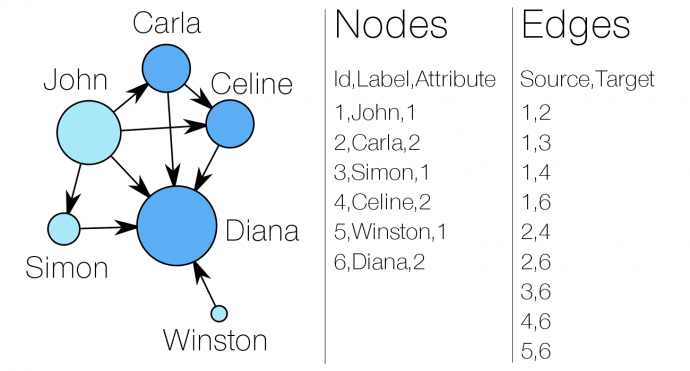 Carla
John
Celine
Diana
Simon
Winston
Nodes
Id,Label,Attribute
1,John,1
2,Carla,2
3,Simon,1
4,Celine,2
5,Winston,1
6,Diana,2
Edges
Source,Target
1,2
1,3
1,4
1,6
2,4
2,6
3,6
4,6
5,6